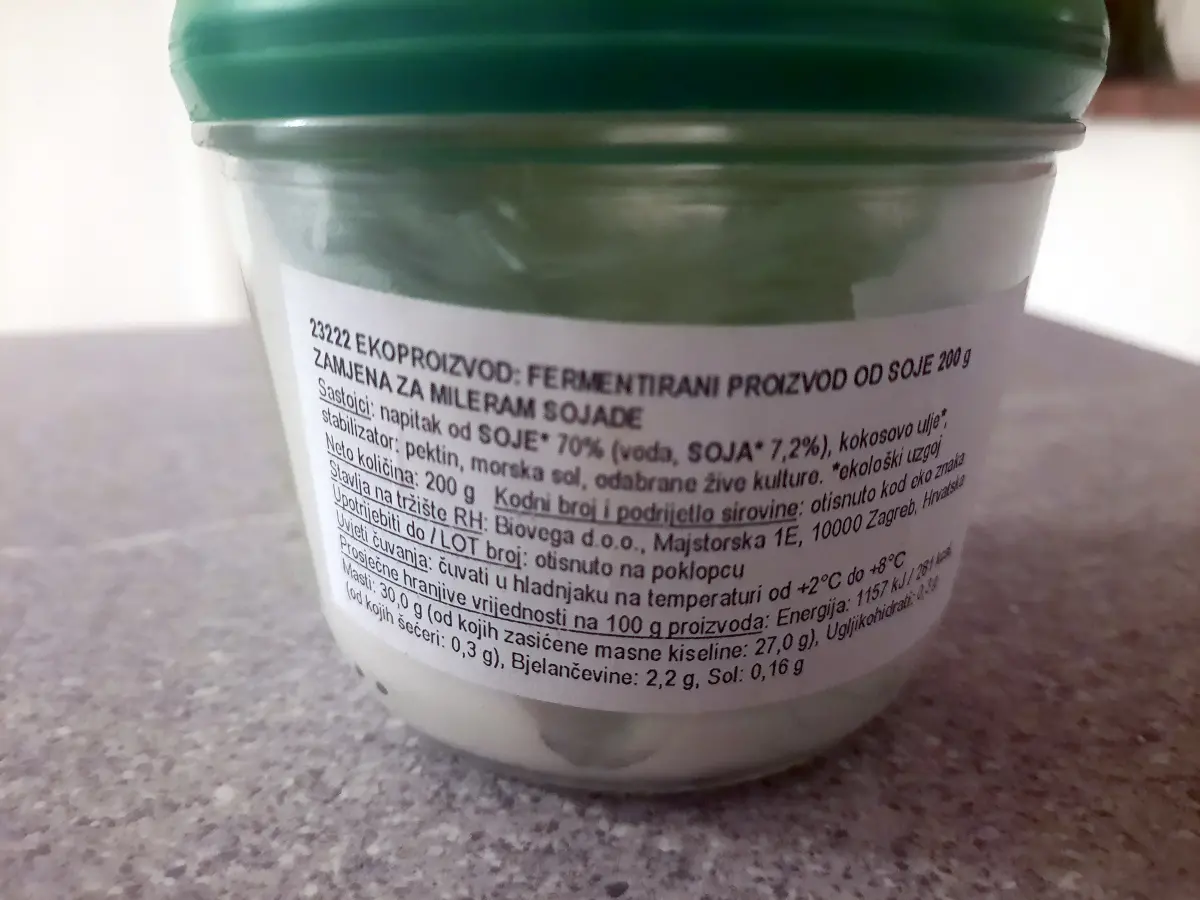 23222 EKOPROIZVOD: FERMENTIRANI PROIZVOD OD SOJE 200 g
ZAMJENA ZA MILERAM SOJADE
Sastojci: napitak od SOJE* 70% (voda, SOJA* 7,2%), kokosovo ulje*,
stabilizator: pektin, morska sol, odabrane žive kulture. *ekološki uzgoj
Neto količina: 200 g Kodni broj i podrijetlo sirovine: otisnuto kod eko znaka
Stavlja na tržište RH: Biovega d.o.o., Majstorska 1E, 10000 Zagreb, Hrvatska
Upotrijebiti do / LOT broj: otisnuto na poklopcu
Uvjeti čuvanja: čuvati u hladnjaku na temperaturi od +2°C do +8°C
Prosječne hranjive vrijednosti na 100 g proizvoda: Energija: 1157 kJ / 281 kcal,
Masti: 30,0 g (od kojih zasićene masne kiseline: 27,0 g), Ugljikohidrati: 0,3 g
(od kojih šećeri: 0,3 g), Bjelančevine: 2,2 g, Sol: 0,16 g